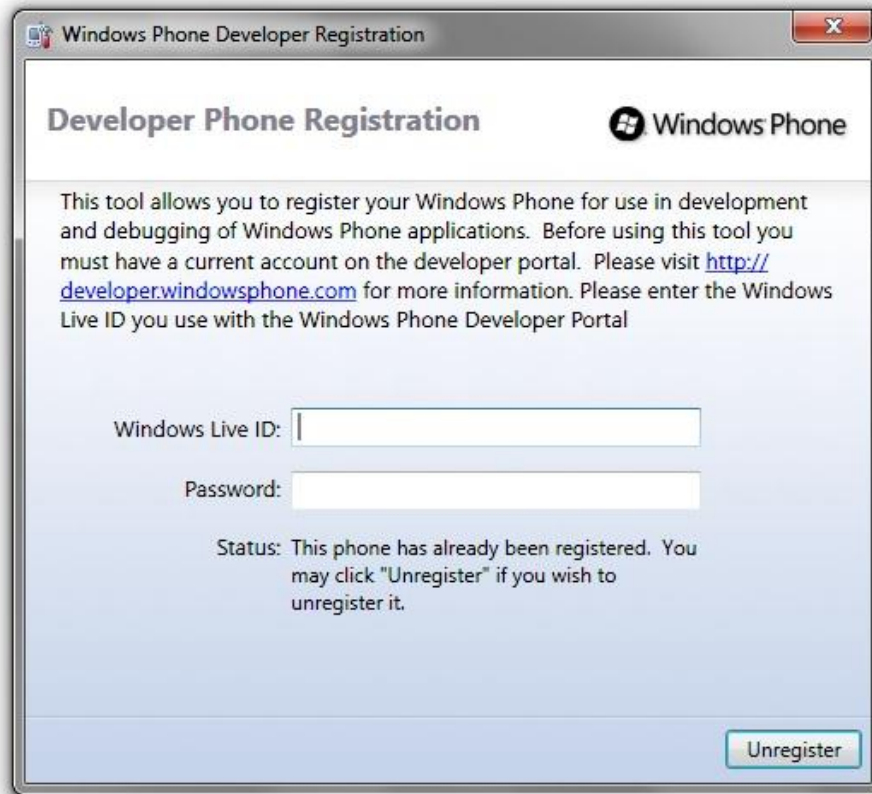 Windows Phone Developer Registration
Developer Phone Registration
Windows Phone
This tool allows you to register your Windows Phone for use in development
and debugging of Windows Phone applications.  Before using this tool you
must have a current account on the developer portal.  Please visit http://
developer.windowsphone.com for more information. Please enter the Windows
Live ID you use with the Windows Phone Developer Portal
Windows Live ID:
Password:
Status: This phone has already been registered.  You
may click "Unregister" if you wish to
unregister it.
Unregister